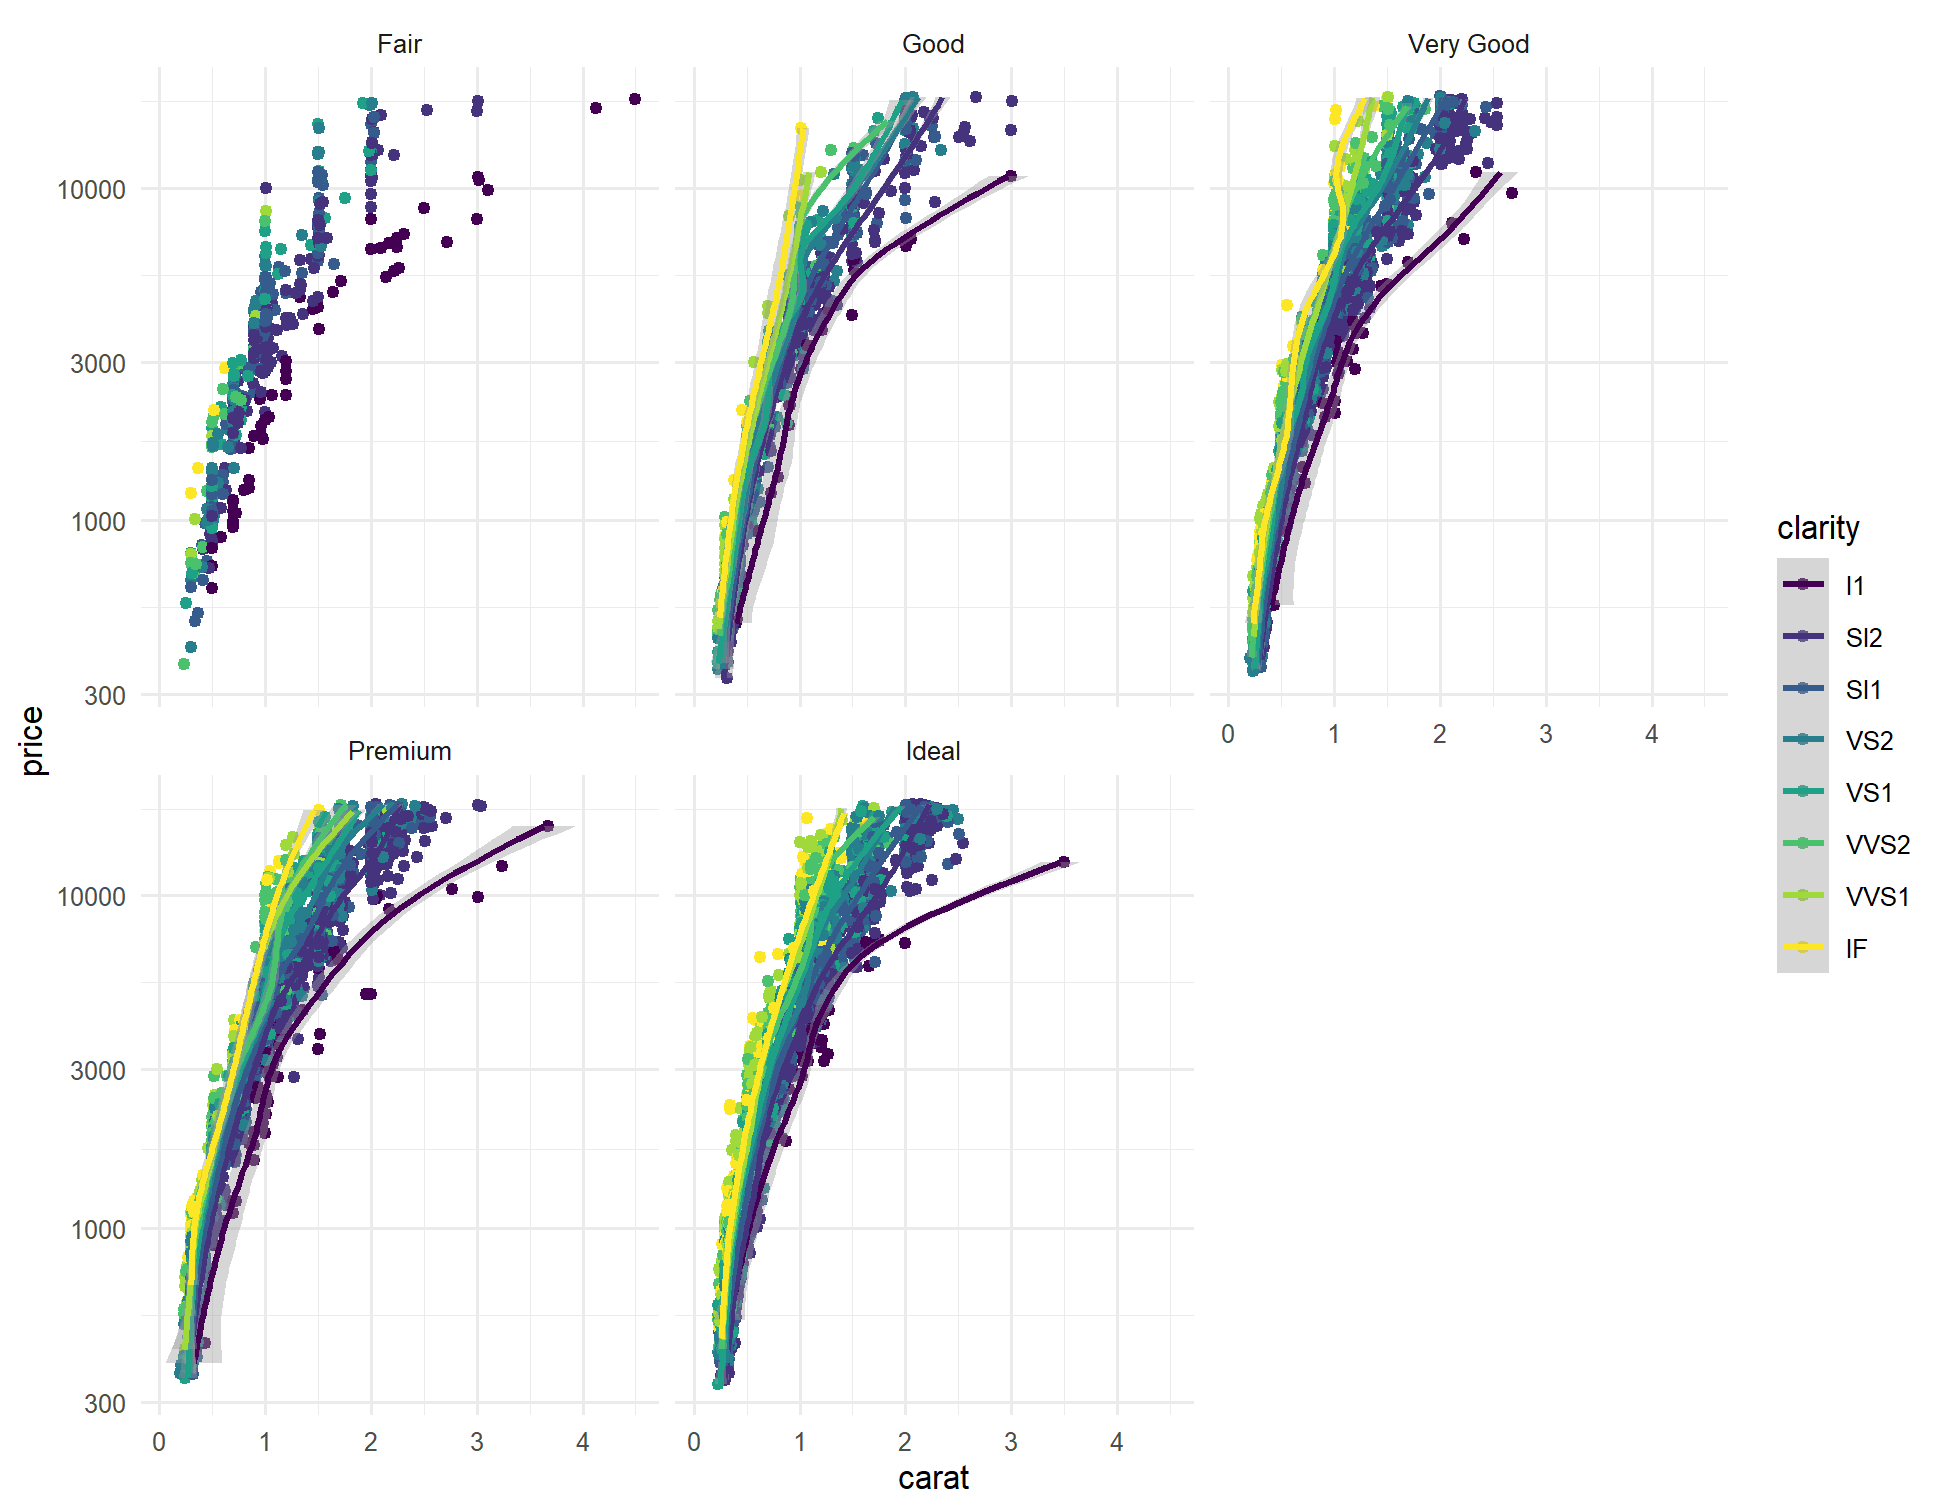 Fair
Good
Very Good
10000
3000
1000
300
0 1 2 3 4
Premium
Ideal
10000
3000
1000
300
0 1 2 3 4
0 1 2 3 4
carat
price
clarity
I1
SI2
SI1
VS2
VS1
VVS2
VVS1
IF